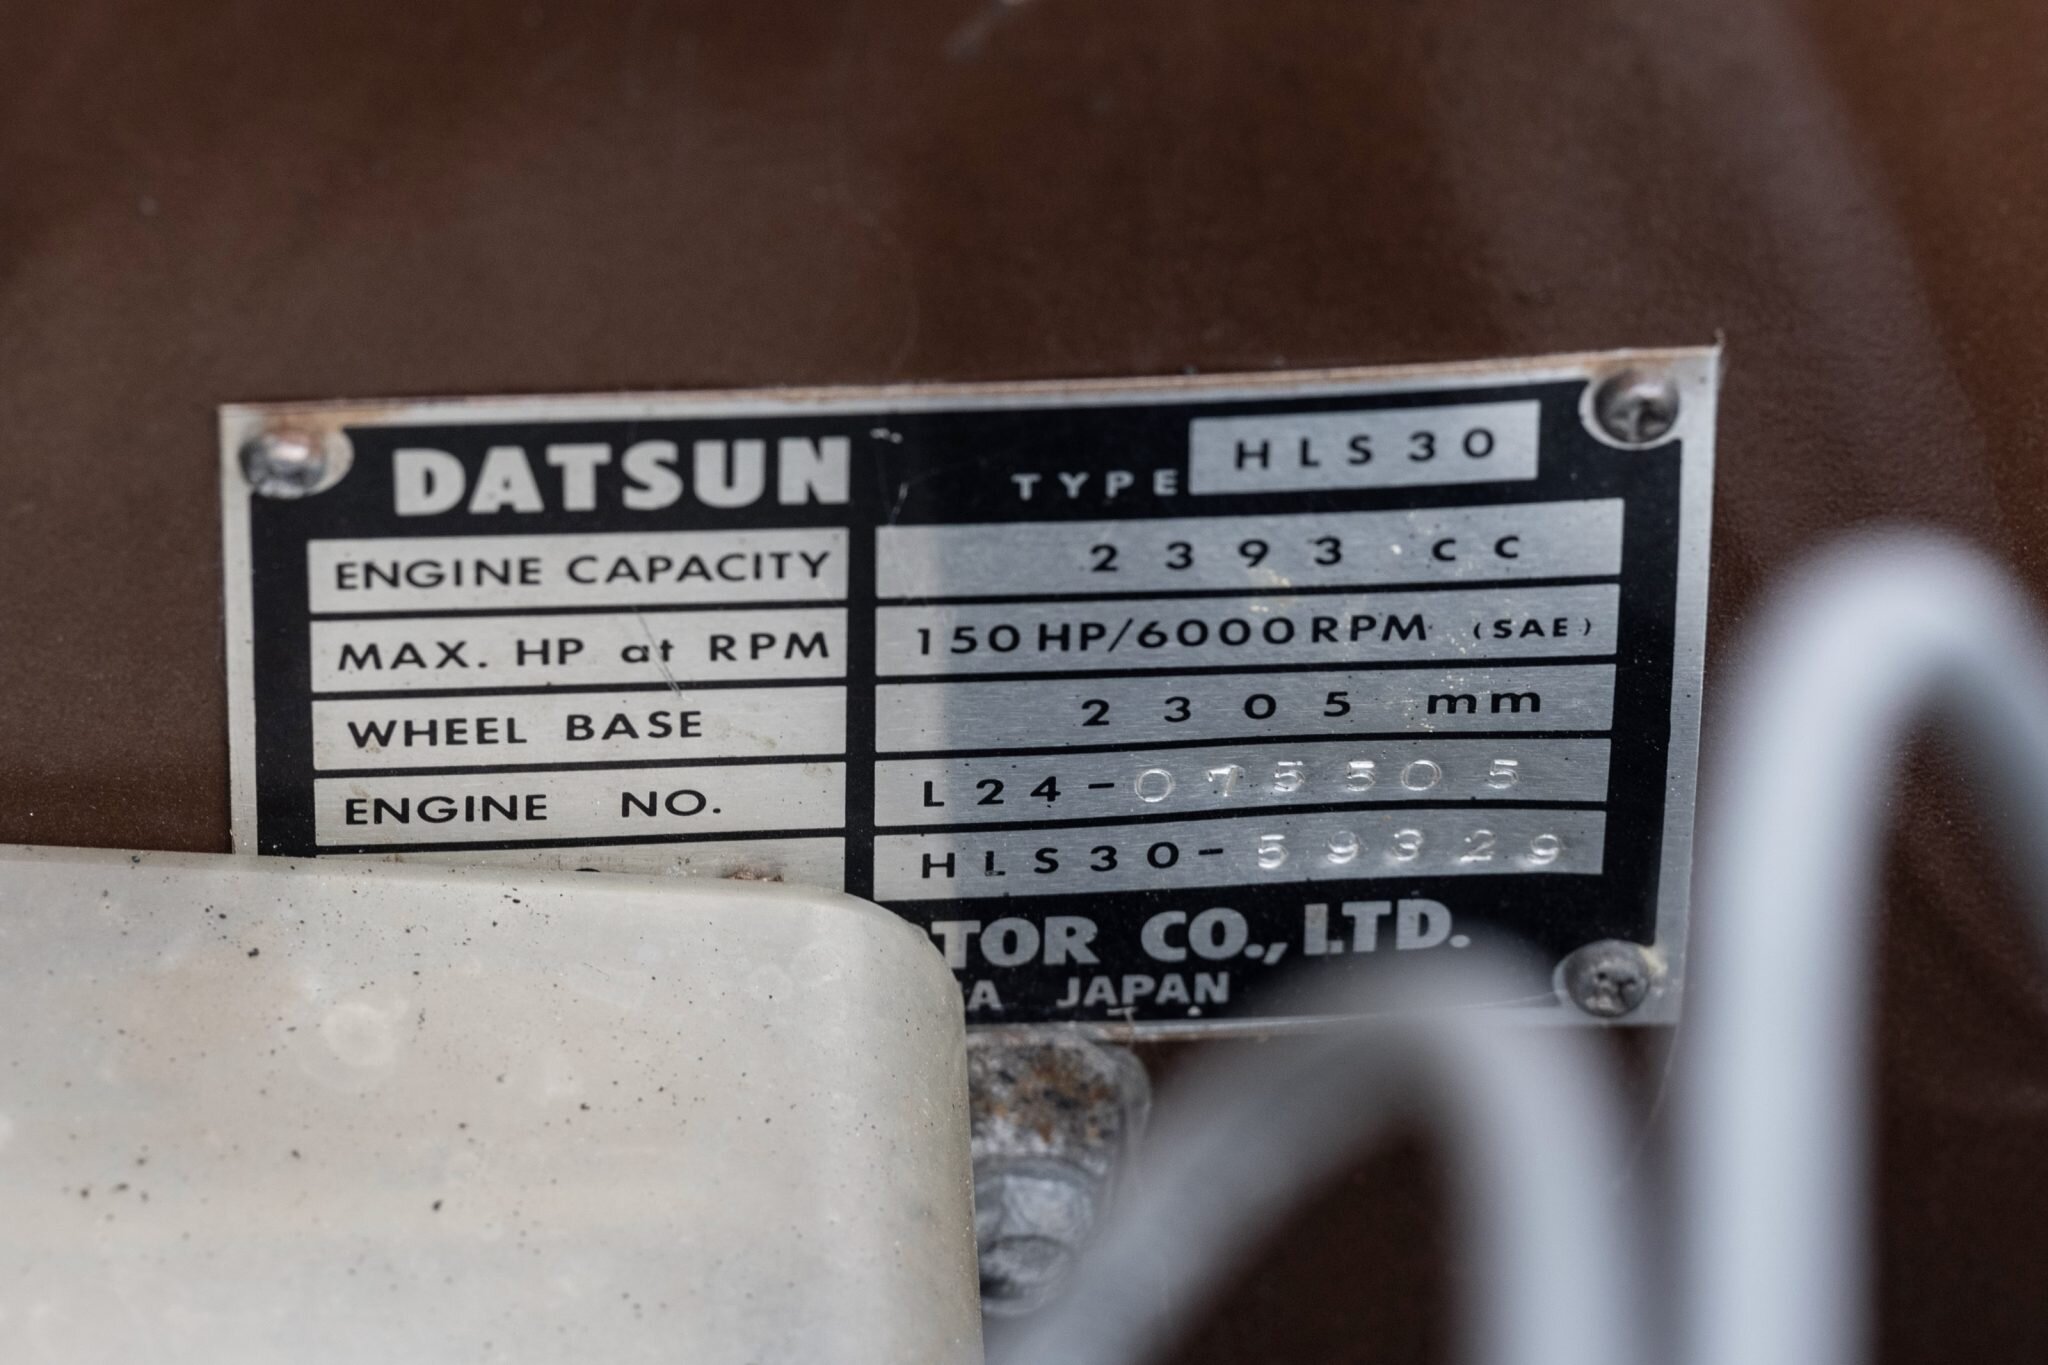 DATSUN TYPE HLS30
ENGINE CAPACITY 2393 cc
MAX. HP at RPM 150HP/6000RPM (SAE)
WHEEL BASE 2305 mm
ENGINE NO. L24-075505
HLS30-59329
TOR CO., LTD.
JAPAN